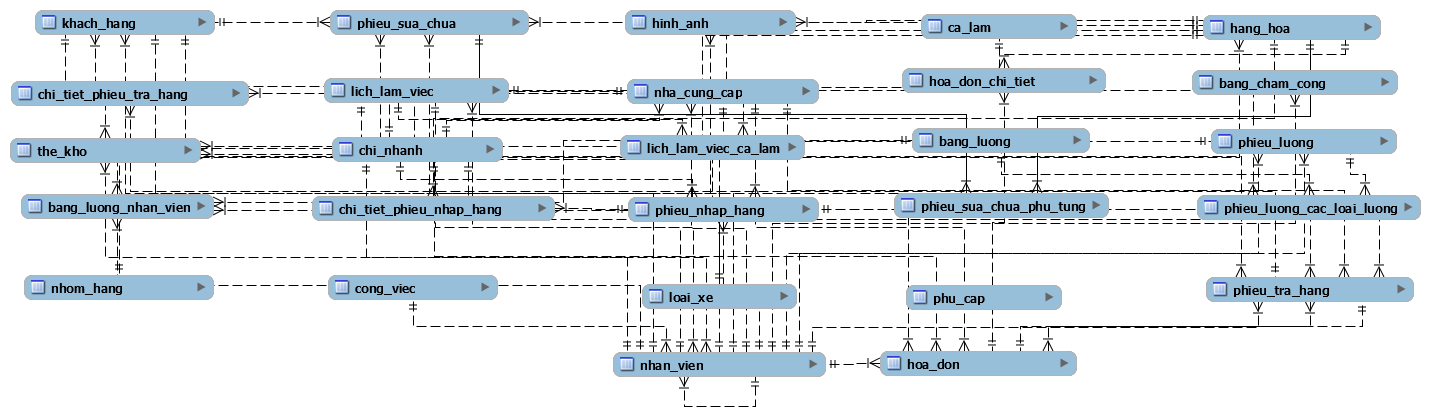 khach_hang
phieu_sua_chua
hinh_anh
ca_lam
hang_hoa
chi_tiet_phieu_tra_hang
lich_lam_viec
nha_cung_cap
hoa_don_chi_tiet
bang_cham_cong
the_kho
chi_nhanh
lich_lam_viec_ca_lam
bang_luong
phieu_luong
bang_luong_nhan_vien
chi_tiet_phieu_nhap_hang
phieu_nhap_hang
phieu_sua_chua_phu_tung
phieu_luong_cac_loai_luong
nhom_hang
cong_viec
loai_xe
phu_cap
phieu_tra_hang
nhan_vien
hoa_don